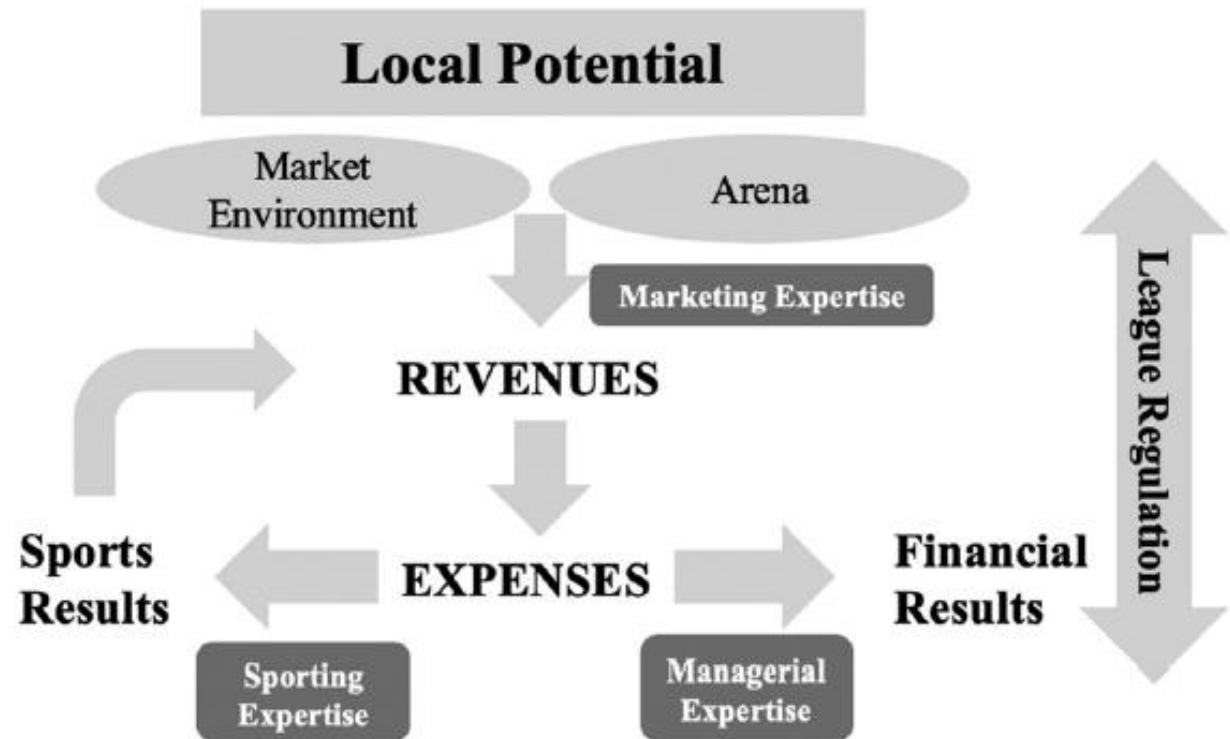 Local Potential
Market
Environment
Arena
Marketing Expertise
REVENUES
League Regulation
Sports
Results
EXPENSES
Financial
Results
Sporting
Expertise
Managerial
Expertise